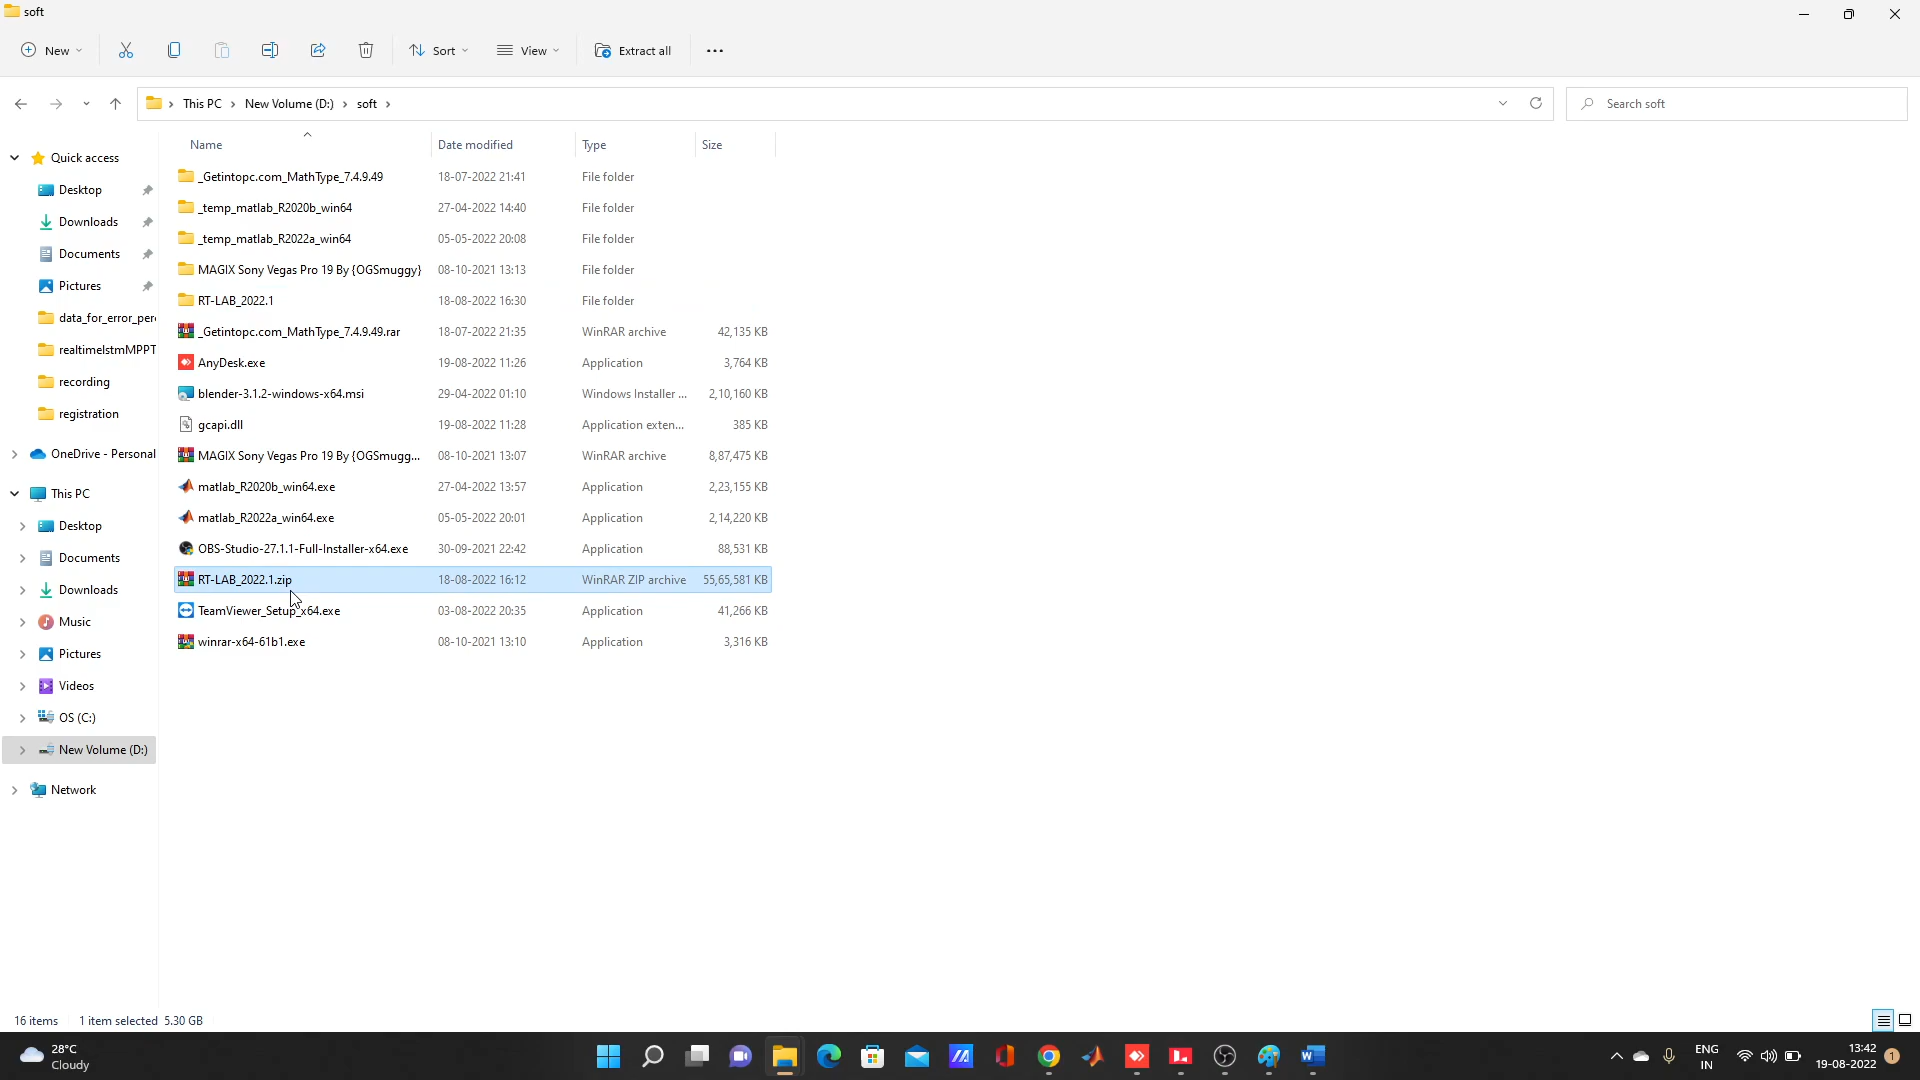 soft
New
Sort
View
Extract all
This PC
New Volume (D:)
soft
Search soft
Name
Date modified
Type
Size
Quick access
Desktop
Downloads
Documents
Pictures
data_for_error_per
realtimelstmMPPT
recording
registration
OneDrive - Personal
This PC
Desktop
Documents
Downloads
Music
Pictures
Videos
OS (C:)
New Volume (D:)
Network
_Getintopc.com_MathType_7.4.9.49 18-07-2022 21:41 File folder
_temp_matlab_R2020b_win64 27-04-2022 14:40 File folder
_temp_matlab_R2022a_win64 05-05-2022 20:08 File folder
MAGIX Sony Vegas Pro 19 By {OGSmuggy} 08-10-2021 13:13 File folder
RT-LAB_2022.1 18-08-2022 16:30 File folder
_Getintopc.com_MathType_7.4.9.49.rar 18-07-2022 21:35 WinRAR archive 42,135 KB
AnyDesk.exe 19-08-2022 11:26 Application 3,764 KB
blender-3.1.2-windows-x64.msi 29-04-2022 01:10 Windows Installer ... 2,10,160 KB
gcapi.dll 19-08-2022 11:28 Application exten... 385 KB
MAGIX Sony Vegas Pro 19 By {OGSmugg... 08-10-2021 13:07 WinRAR archive 8,87,475 KB
matlab_R2020b_win64.exe 27-04-2022 13:57 Application 2,23,155 KB
matlab_R2022a_win64.exe 05-05-2022 20:01 Application 2,14,220 KB
OBS-Studio-27.1.1-Full-Installer-x64.exe 30-09-2021 22:42 Application 88,531 KB
RT-LAB_2022.1.zip 18-08-2022 16:12 WinRAR ZIP archive 55,65,581 KB
TeamViewer_Setup_x64.exe 03-08-2022 20:35 Application 41,266 KB
winrar-x64-61b1.exe 08-10-2021 13:10 Application 3,316 KB
16 items 1 item selected 5.30 GB
28°C
Cloudy
ENG
IN
13:42
19-08-2022
1